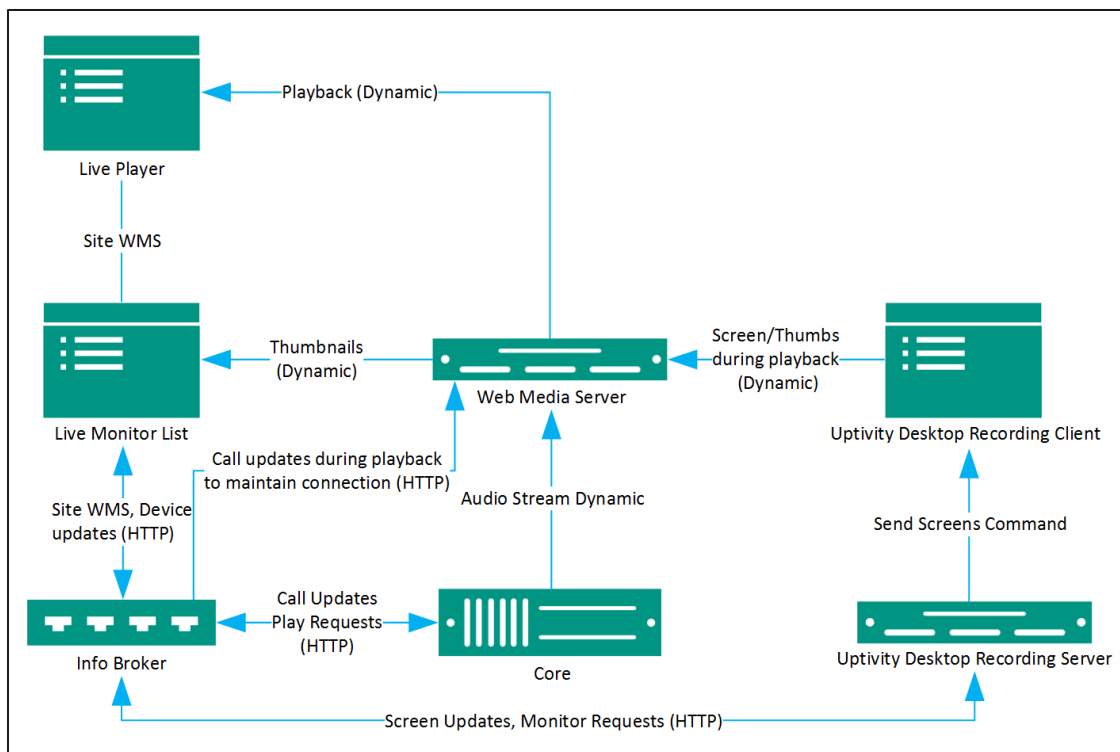 Playback (Dynamic)
Live Player
Site WMS
Thumbnails
(Dynamic)
Screen/Thumbs
during playback
(Dynamic)
Web Media Server
Live Monitor List
Uptivity Desktop Recording Client
Call updates during playback
to maintain connection (HTTP)
Site WMS, Device
updates (HTTP)
Audio Stream Dynamic
Send Screens Command
Call Updates
Play Requests
(HTTP)
Info Broker
Core
Uptivity Desktop Recording Server
Screen Updates, Monitor Requests (HTTP)